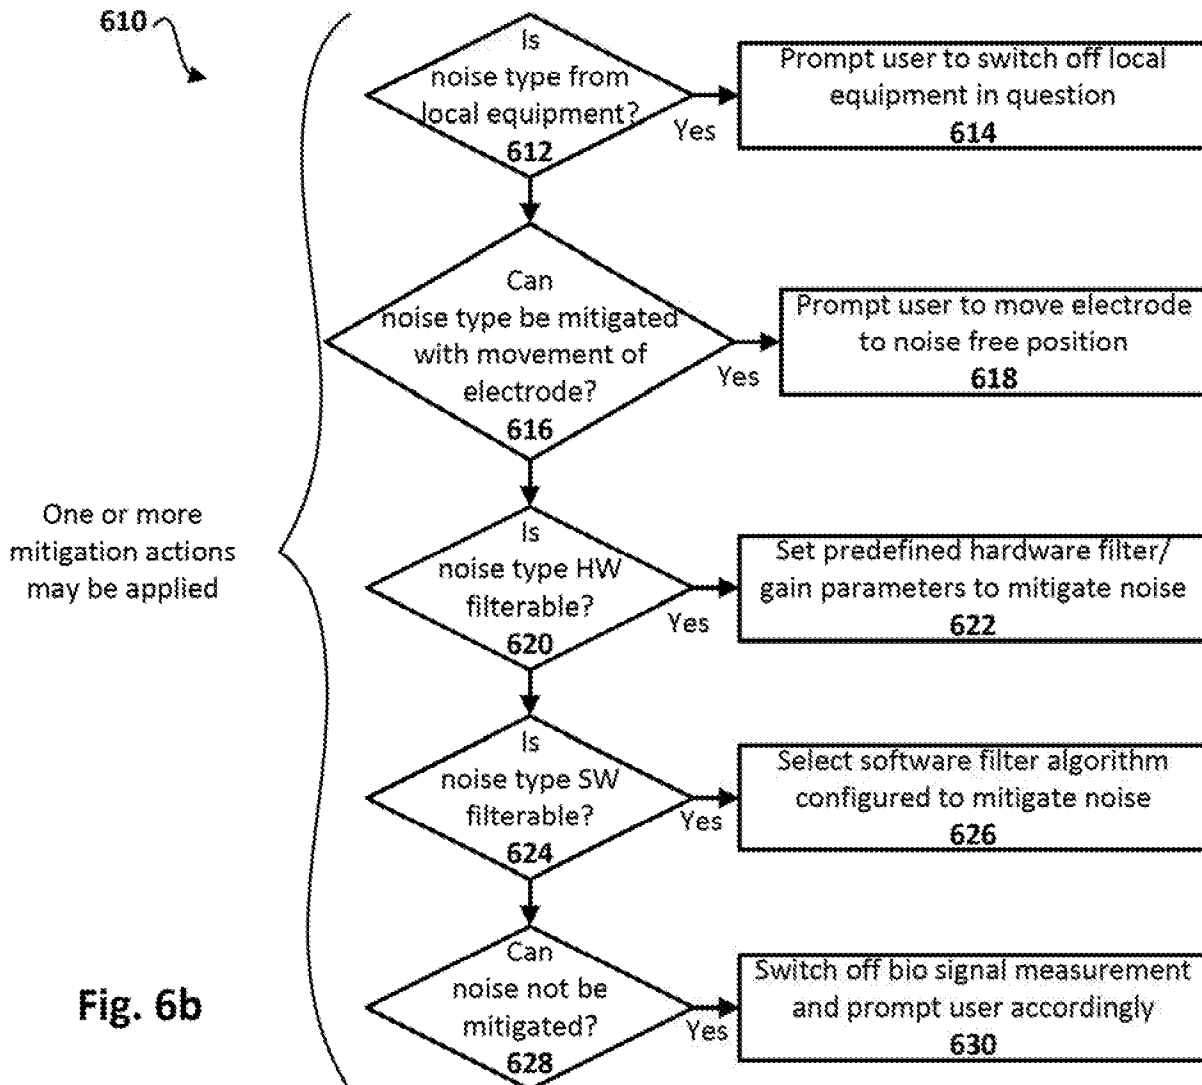 610
Is
noise type from
local equipment?
612
Yes
Prompt user to switch off local
equipment in question
614
Can
noise type be mitigated
with movement of
electrode?
616
Yes
Prompt user to move electrode
to noise free position
618
One or more
mitigation actions
may be applied
Is
noise type HW
filterable?
620
Yes
Set predefined hardware filter/
gain parameters to mitigate noise
622
Is
noise type SW
filterable?
624
Yes
Select software filter algorithm
configured to mitigate noise
626
Can
noise not be
mitigated?
628
Yes
Switch off bio signal measurement
and prompt user accordingly
630
Fig. 6b